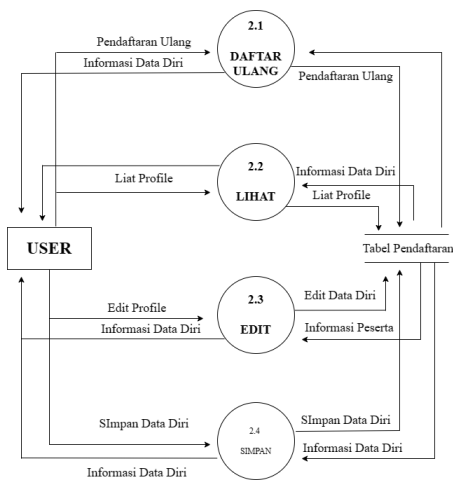 2.1
DAFTAR
ULANG
Pendaftaran Ulang
Informasi Data Diri
Pendaftaran Ulang
2.2
LIHAT
Liat Profile
Informasi Data Diri
Liat Profile
USER
Tabel Pendaftaran
2.3
EDIT
Edit Profile
Informasi Data Diri
Edit Data Diri
Informasi Peserta
2.4
SIMPAN
SImpan Data Diri
Informasi Data Diri
SImpan Data Diri
Informasi Data Diri